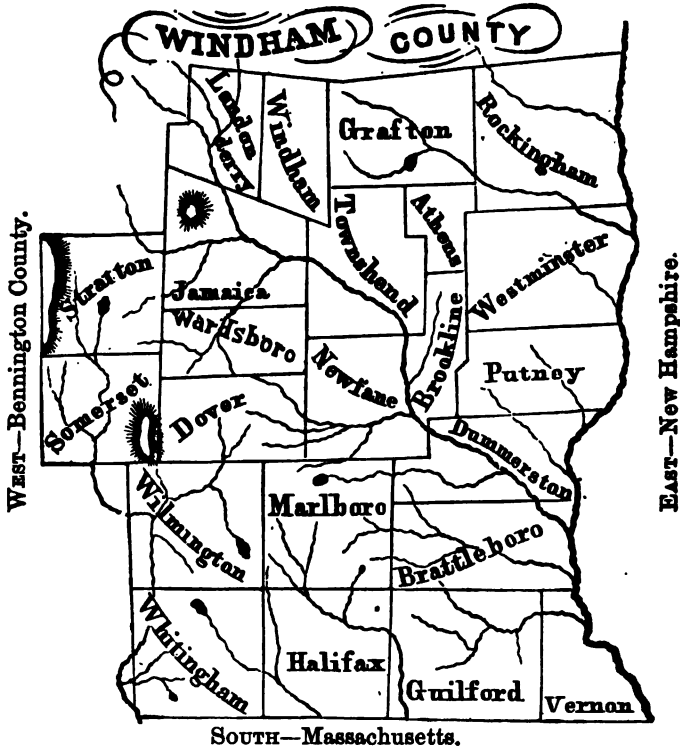 WINDHAM COUNTY
Londonderry
Windham
Grafton
Rockingham
Townshend
Athens
Westminster
Stratton
Jamaica
Wardsboro
Newfane
Brookline
Putney
Somerset
Dover
Dummerston
Wilmington
Marlboro
Brattleboro
Whitingham
Halifax
Guilford
Vernon
WEST—Bennington County.
EAST—New Hampshire.
SOUTH—Massachusetts.